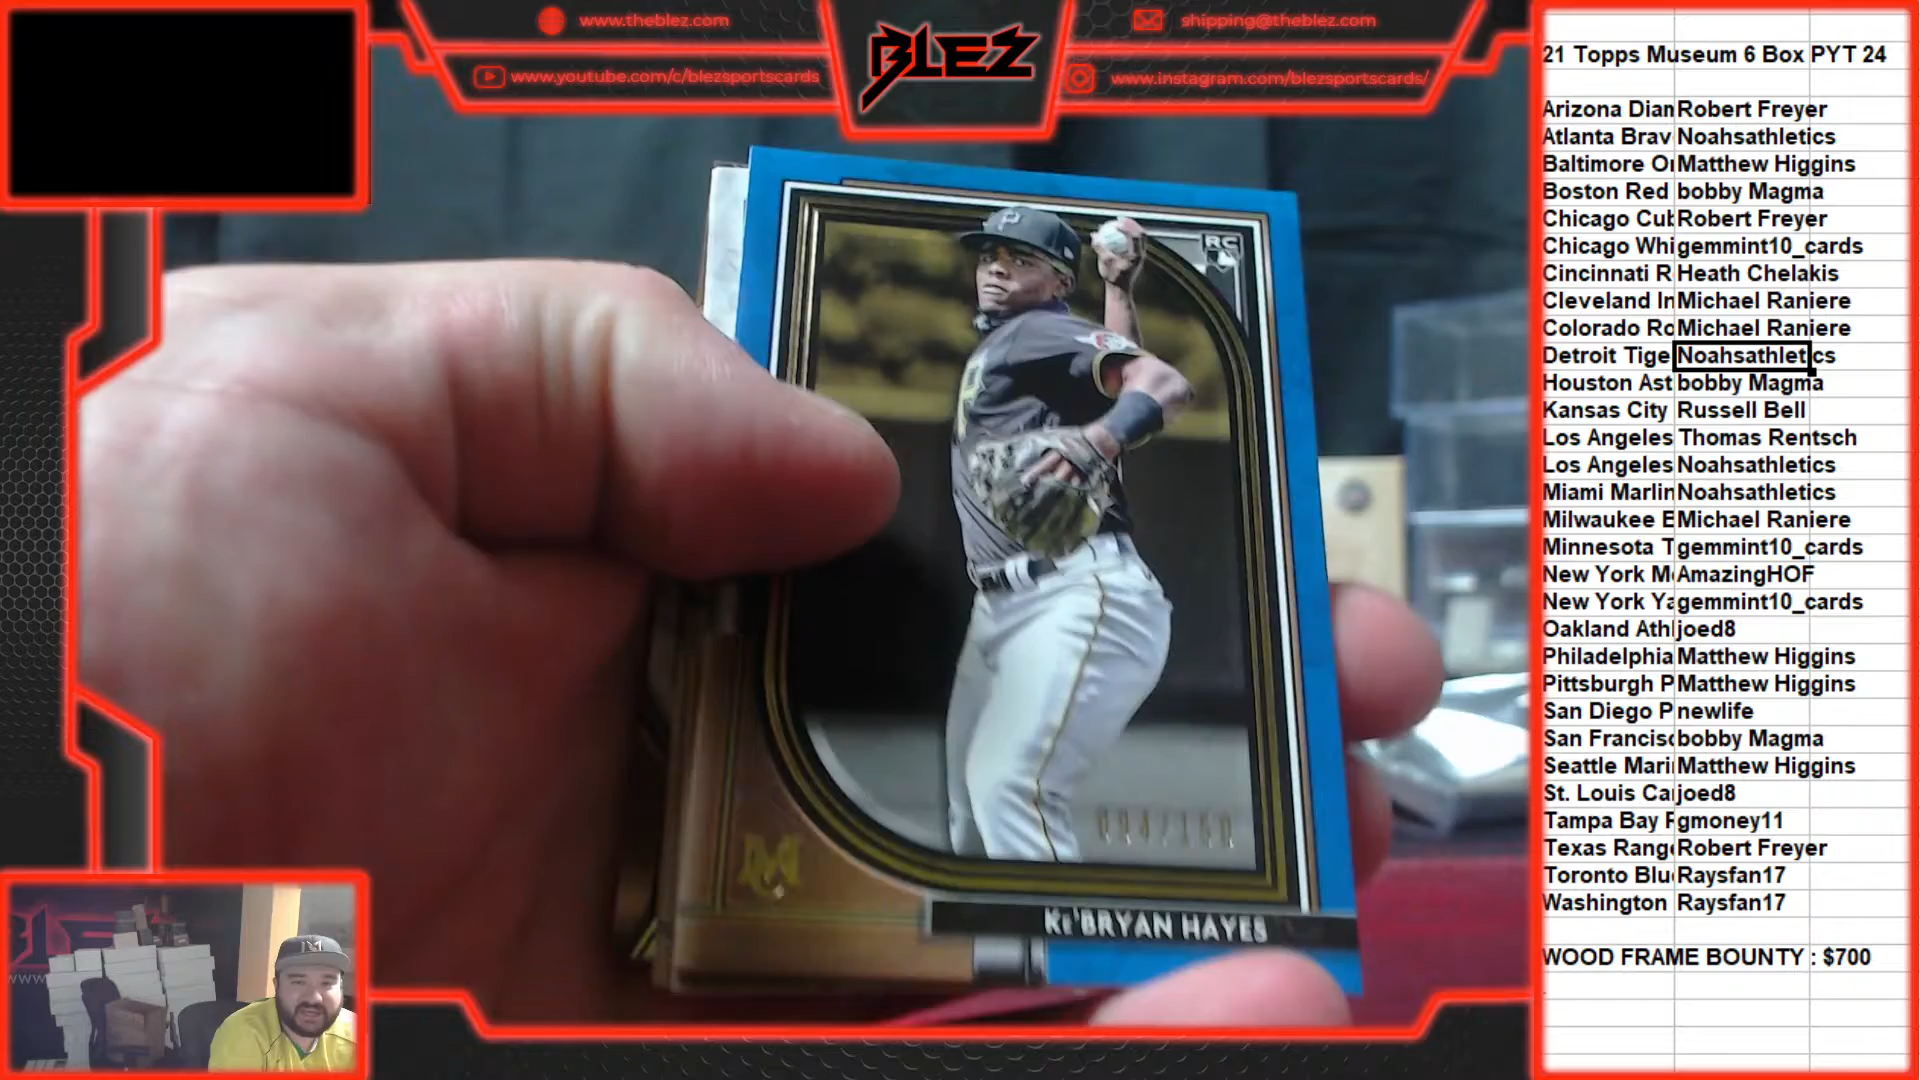 www.theblez.com
shipping@theblez.com
BLEZ
www.youtube.com/c/blezsportscards
www.instagram.com/blezsportscards/
21 Topps Museum 6 Box PYT 24
Arizona Diam Robert Freyer
Atlanta Brav Noahsathletics
Baltimore Or Matthew Higgins
Boston Red bobby Magma
Chicago Cub Robert Freyer
Chicago Whi gemmint10_cards
Cincinnati R Heath Chelakis
Cleveland In Michael Raniere
Colorado Ro Michael Raniere
Detroit Tige Noahsathletics
Houston Ast bobby Magma
Kansas City Russell Bell
Los Angeles Thomas Rentsch
Los Angeles Noahsathletics
Miami Marlin Noahsathletics
Milwaukee B Michael Raniere
Minnesota T gemmint10_cards
New York M AmazingHOF
New York Ya gemmint10_cards
Oakland Athl joed8
Philadelphia Matthew Higgins
Pittsburgh P Matthew Higgins
San Diego P newlife
San Francisc bobby Magma
Seattle Mari Matthew Higgins
St. Louis Car joed8
Tampa Bay R gmoney11
Texas Range Robert Freyer
Toronto Blu Raysfan17
Washington Raysfan17
WOOD FRAME BOUNTY : $700
RC
P
KE'BRYAN HAYES